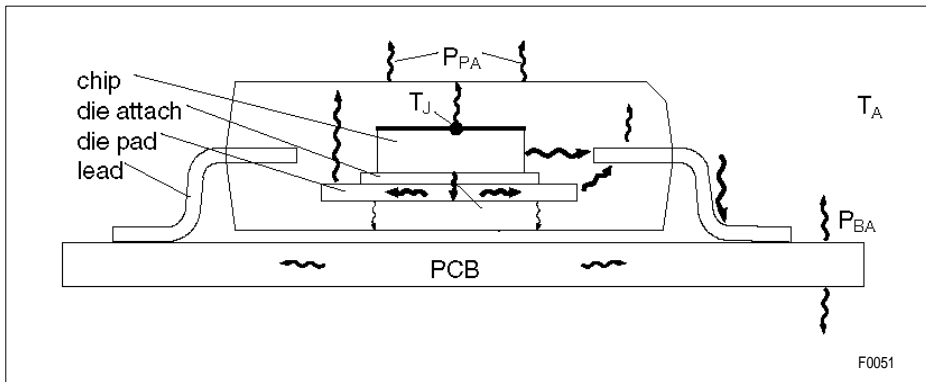 P_PA
chip
die attach
T_J
T_A
die pad
lead
P_BA
PCB
F0051